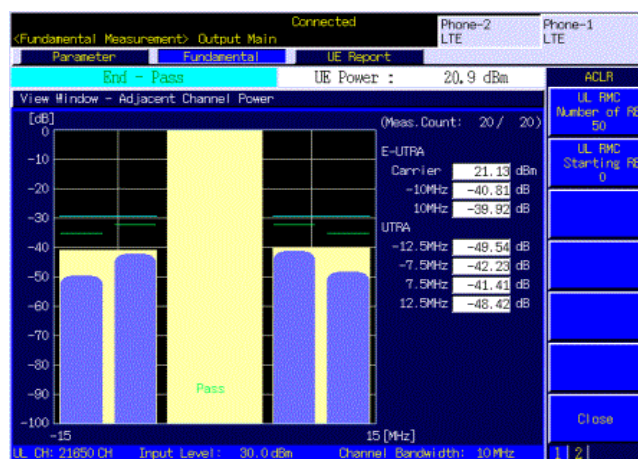 Connected
<Fundamental Measurement> Output Main
Phone-2
LTE
Phone-1
LTE
Parameter Fundamental UE Report
End - Pass UE Power : 20.9 dBm
View Window - Adjacent Channel Power
[dB]
0
-10
-20
-30
-40
-50
-60
-70
-80
-90
-100
Pass
-15 15 [MHz]
(Meas.Count: 20/ 20)
E-UTRA
Carrier 21.13 dBm
-10MHz -40.81 dB
10MHz -39.92 dB
UTRA
-12.5MHz -49.54 dB
-7.5MHz -42.23 dB
7.5MHz -41.41 dB
12.5MHz -48.42 dB
UL CH: 21650 CH Input Level: 30.0 dBm Channel Bandwidth: 10 MHz
ACLR
UL RMC
Number of RB
50
UL RMC
Starting RB
0
Close
1 2